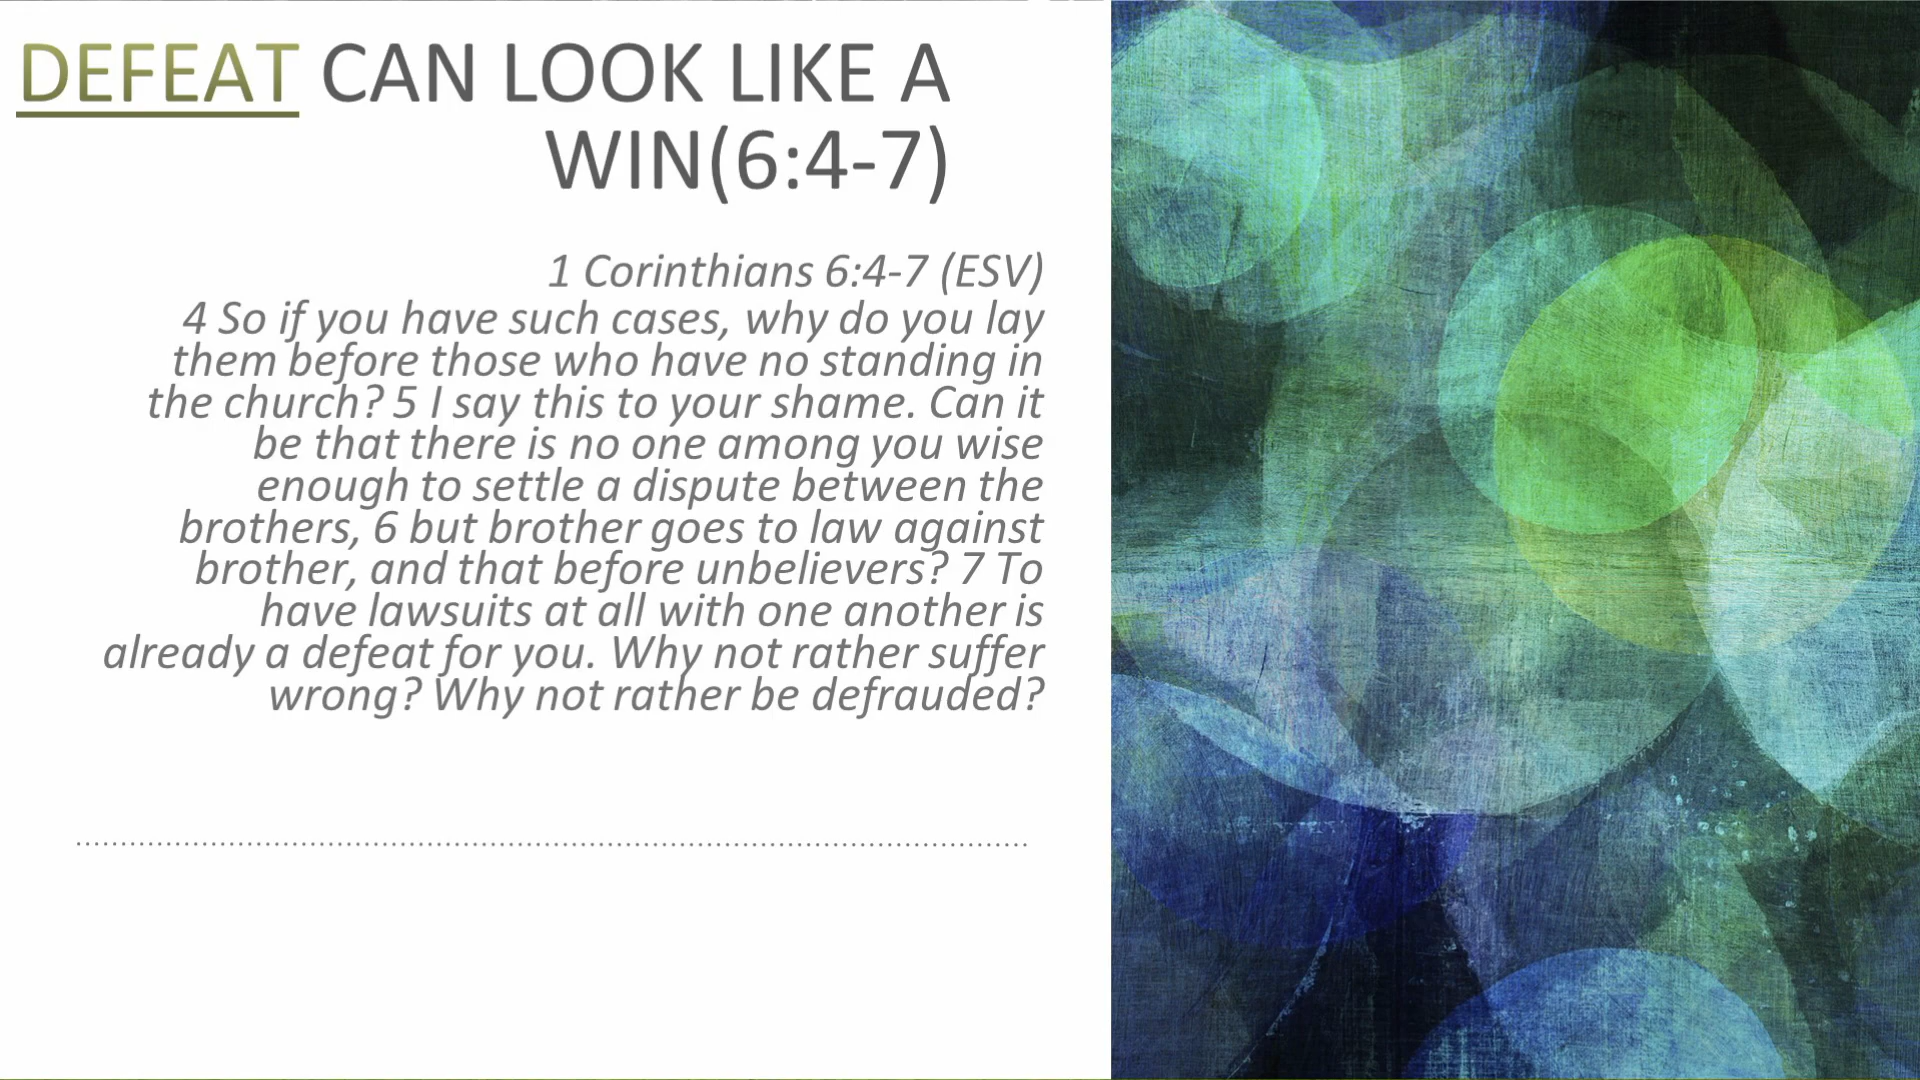 DEFEAT CAN LOOK LIKE A
WIN(6:4-7)
1 Corinthians 6:4-7 (ESV)
4 So if you have such cases, why do you lay
them before those who have no standing in
the church? 5 I say this to your shame. Can it
be that there is no one among you wise
enough to settle a dispute between the
brothers, 6 but brother goes to law against
brother, and that before unbelievers? 7 To
have lawsuits at all with one another is
already a defeat for you. Why not rather suffer
wrong? Why not rather be defrauded?